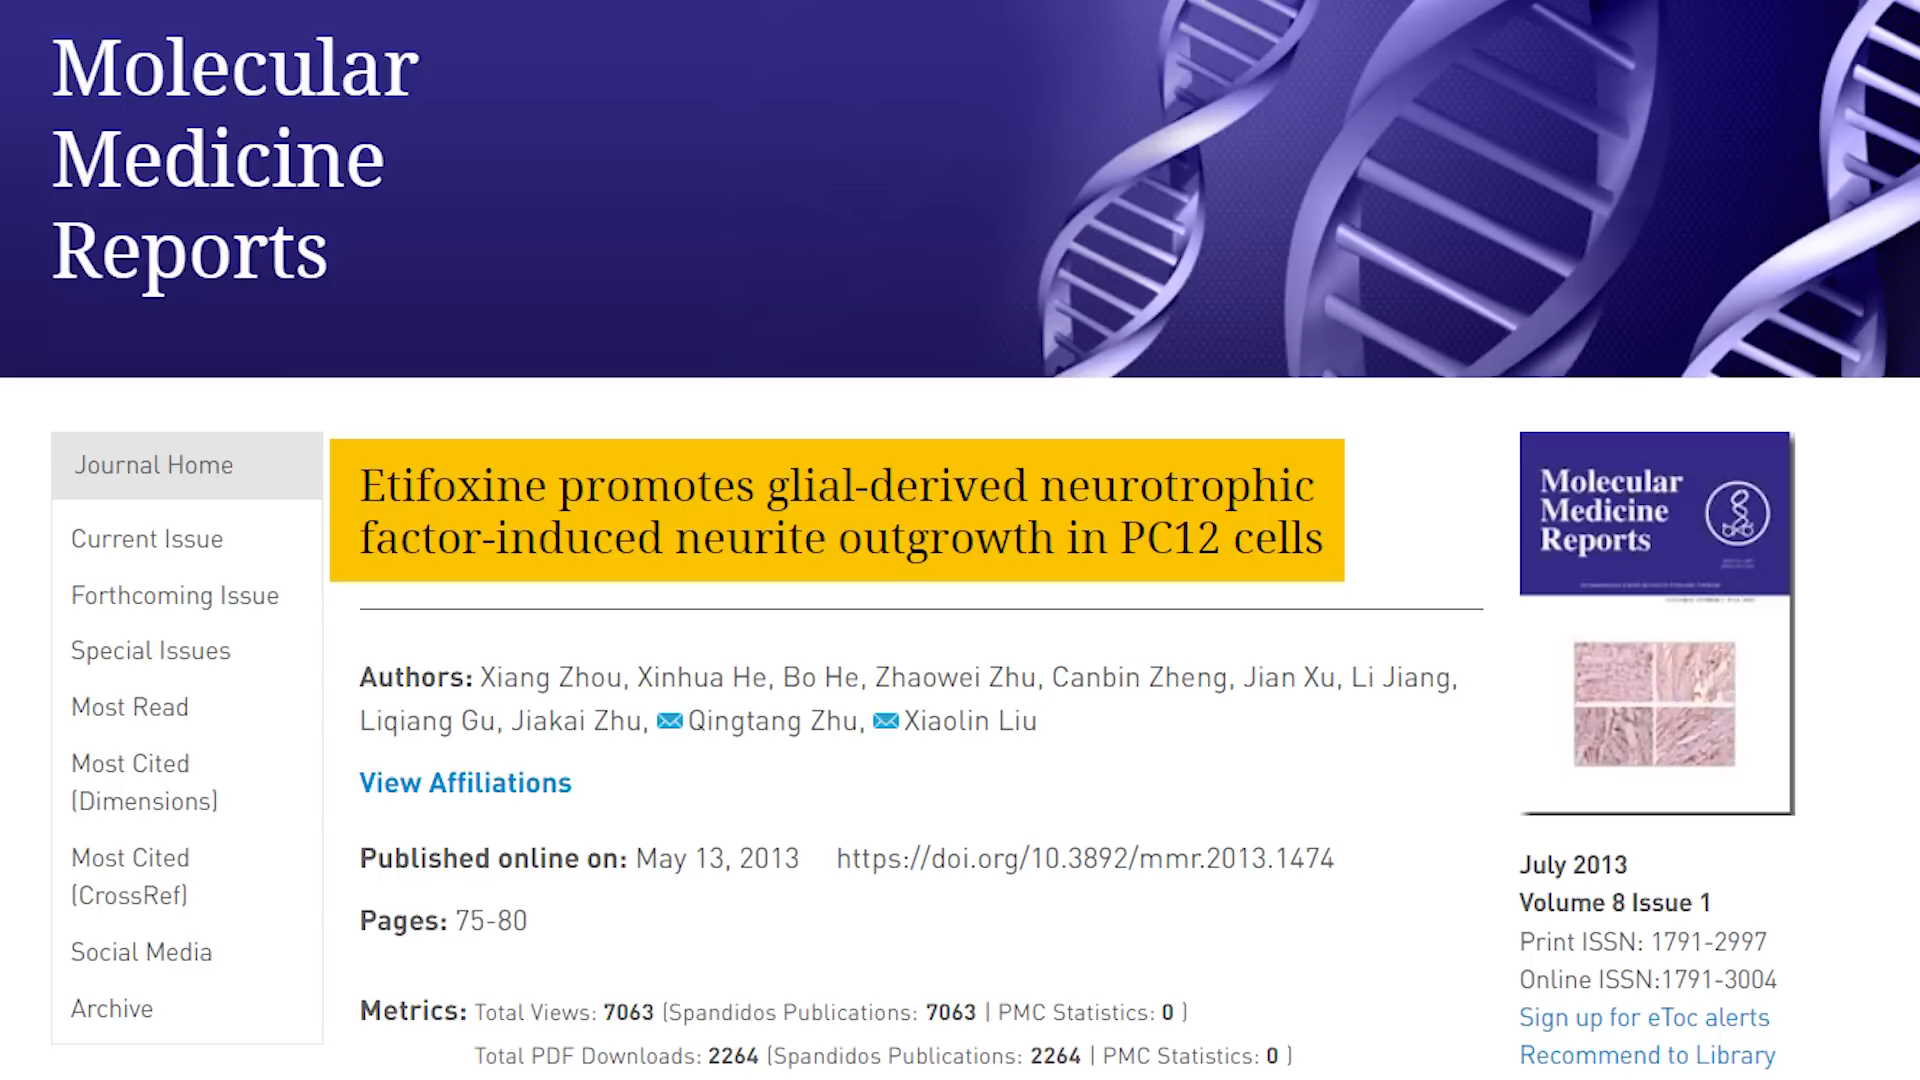 Molecular
Medicine
Reports
Journal Home
Current Issue
Forthcoming Issue
Special Issues
Most Read
Most Cited
(Dimensions)
Most Cited
(CrossRef)
Social Media
Archive
Etifoxine promotes glial-derived neurotrophic
factor-induced neurite outgrowth in PC12 cells
Authors: Xiang Zhou, Xinhua He, Bo He, Zhaowei Zhu, Canbin Zheng, Jian Xu, Li Jiang,
Liqiang Gu, Jiakai Zhu, Qingtang Zhu, Xiaolin Liu
View Affiliations
Published online on: May 13, 2013 https://doi.org/10.3892/mmr.2013.1474
Pages: 75-80
Metrics: Total Views: 7063 (Spandidos Publications: 7063 | PMC Statistics: 0 )
Total PDF Downloads: 2264 (Spandidos Publications: 2264 | PMC Statistics: 0 )
Molecular
Medicine
Reports
July 2013
Volume 8 Issue 1
Print ISSN: 1791-2997
Online ISSN:1791-3004
Sign up for eToc alerts
Recommend to Library